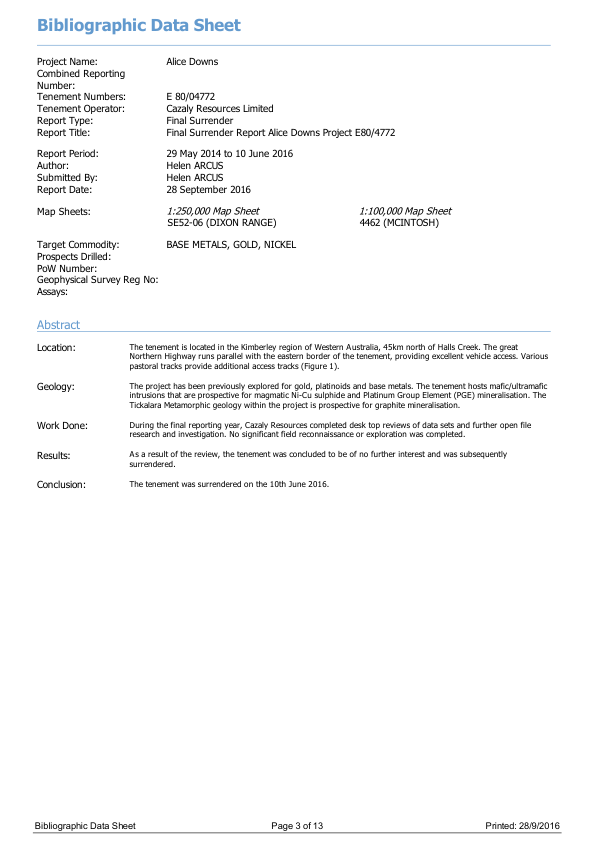 Bibliographic Data Sheet
Project Name: Alice Downs
Combined Reporting
Number:
Tenement Numbers: E 80/04772
Tenement Operator: Cazaly Resources Limited
Report Type: Final Surrender
Report Title: Final Surrender Report Alice Downs Project E80/4772
Report Period: 29 May 2014 to 10 June 2016
Author: Helen ARCUS
Submitted By: Helen ARCUS
Report Date: 28 September 2016
Map Sheets: 1:250,000 Map Sheet 1:100,000 Map Sheet
SE52-06 (DIXON RANGE) 4462 (MCINTOSH)
Target Commodity: BASE METALS, GOLD, NICKEL
Prospects Drilled:
PoW Number:
Geophysical Survey Reg No:
Assays:
Abstract
Location: The tenement is located in the Kimberley region of Western Australia, 45km north of Halls Creek. The great
Northern Highway runs parallel with the eastern border of the tenement, providing excellent vehicle access. Various
pastoral tracks provide additional access tracks (Figure 1).
Geology: The project has been previously explored for gold, platinoids and base metals. The tenement hosts mafic/ultramafic
intrusions that are prospective for magmatic Ni-Cu sulphide and Platinum Group Element (PGE) mineralisation. The
Tickalara Metamorphic geology within the project is prospective for graphite mineralisation.
Work Done: During the final reporting year, Cazaly Resources completed desk top reviews of data sets and further open file
research and investigation. No significant field reconnaissance or exploration was completed.
Results: As a result of the review, the tenement was concluded to be of no further interest and was subsequently
surrendered.
Conclusion: The tenement was surrendered on the 10th June 2016.
Bibliographic Data Sheet Page 3 of 13 Printed: 28/9/2016